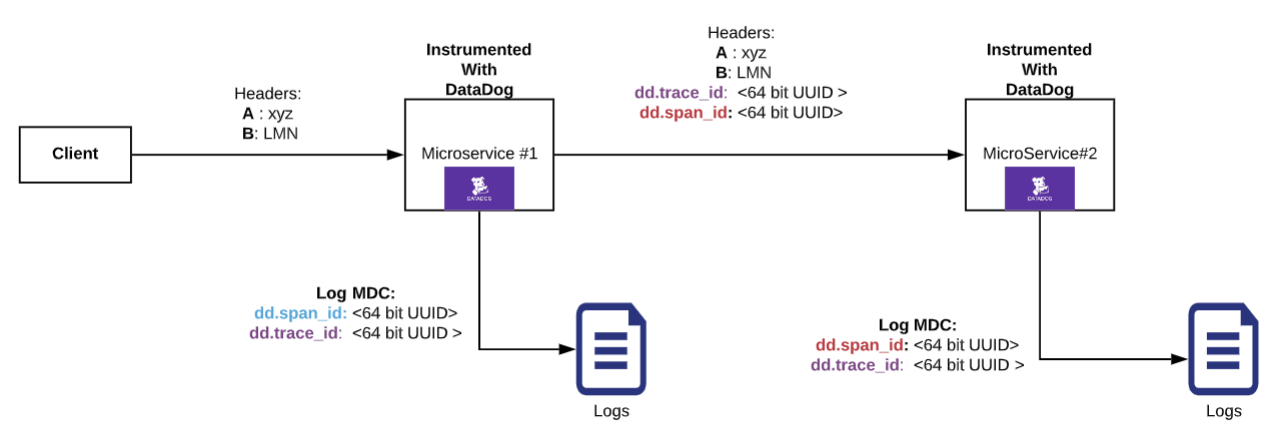 Headers:
A : xyz
B: LMN
dd.trace_id: <64 bit UUID >
dd.span_id: <64 bit UUID>
Instrumented
With
DataDog
Instrumented
With
DataDog
Headers:
A : xyz
B: LMN
Client
Microservice #1
DATADOG
MicroService#2
DATADOG
Log MDC:
dd.span_id: <64 bit UUID>
dd.trace_id: <64 bit UUID >
Logs
Log MDC:
dd.span_id: <64 bit UUID>
dd.trace_id: <64 bit UUID >
Logs